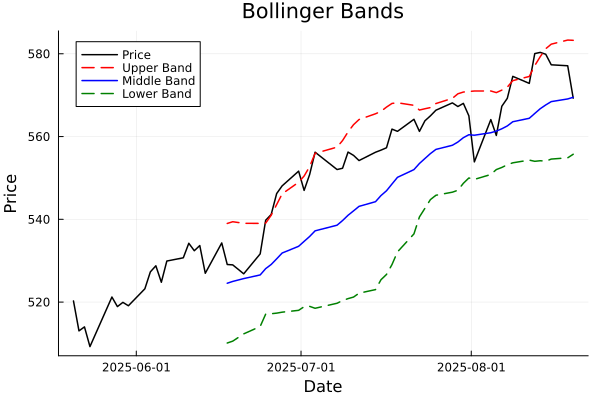 Bollinger Bands
Price
Upper Band
Middle Band
Lower Band
580
560
540
520
Price
2025-06-01
2025-07-01
2025-08-01
Date